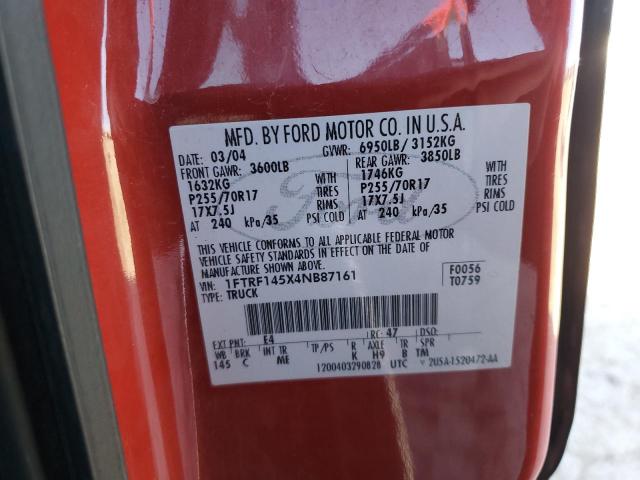 MFD. BY FORD MOTOR CO. IN U.S.A.
DATE: 03/04 GVWR: 6950LB/ 3152KG
FRONT GAWR: 3600LB REAR GAWR: 3850LB
1632KG WITH 1746KG WITH
P255/70R17 TIRES P255/70R17 TIRES
17X7.5J RIMS 17X7.5J RIMS
AT 240 kPa/35 PSI COLD AT 240 kPa/35 PSI COLD
Ford
THIS VEHICLE CONFORMS TO ALL APPLICABLE FEDERAL MOTOR
VEHICLE SAFETY STANDARDS IN EFFECT ON THE DATE OF
MANUFACTURE SHOWN ABOVE.
VIN: 1FTRF145X4NB87161 F0056
TYPE: TRUCK T0759
EXT PNT: E4 RC: 47 DSO:
WB BRK INT TR TP/PS R AXLE TR SPR
145 C ME K H9 B TM
1200403290828 UTC 2USA-1520472-AA